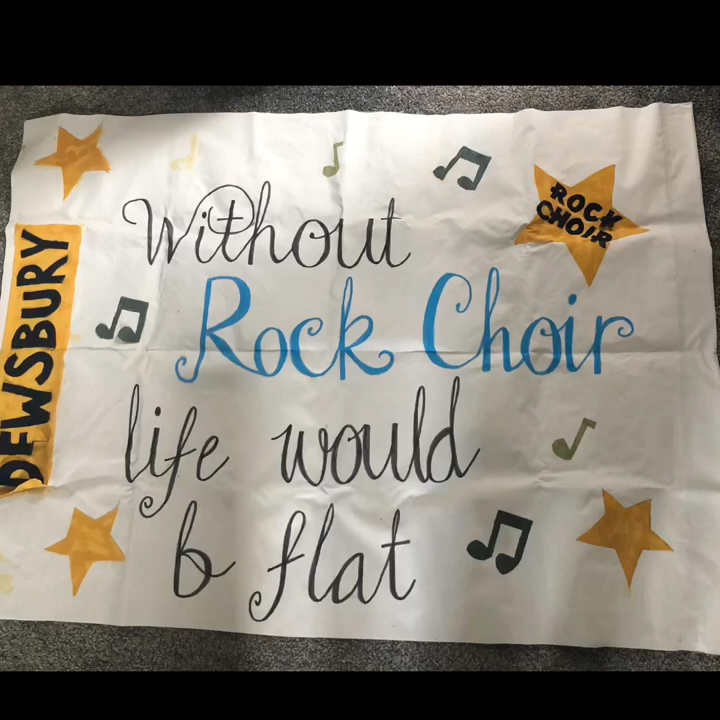 ROCK
CHOIR
Without
Rock Choir
life would
b flat
DEWSBURY